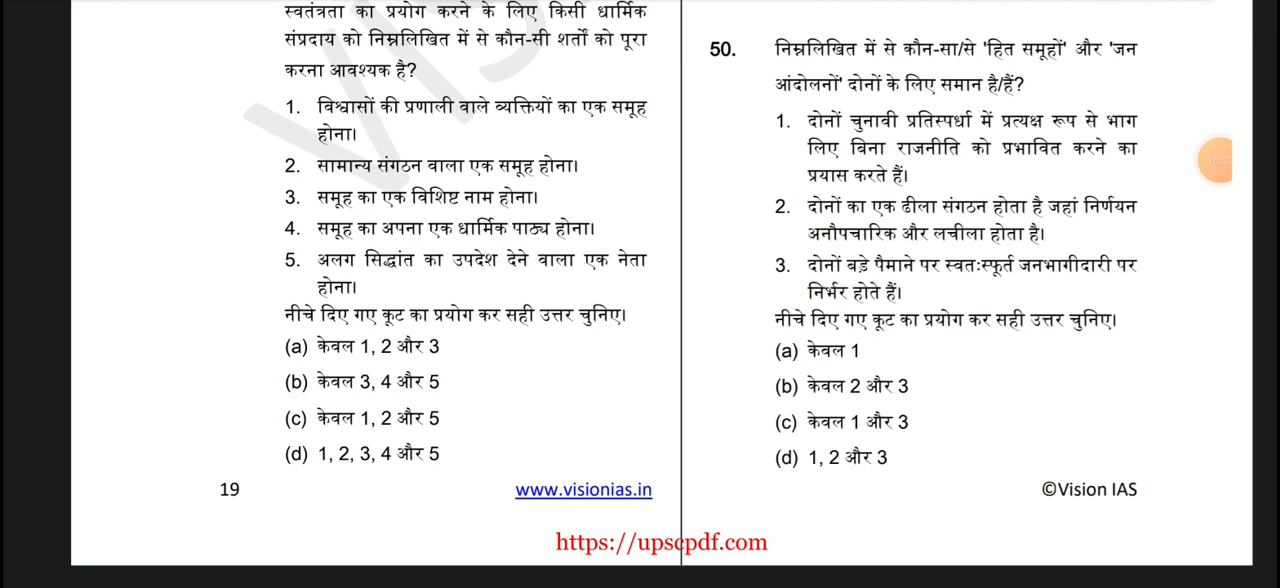 स्वतंत्रता का प्रयोग करने के लिए किसी धार्मिक
संप्रदाय को निम्नलिखित में से कौन-सी शर्तों को पूरा
करना आवश्यक है?
1. विश्वासों की प्रणाली वाले व्यक्तियों का एक समूह
होना।
2. सामान्य संगठन वाला एक समूह होना।
3. समूह का एक विशिष्ट नाम होना।
4. समूह का अपना एक धार्मिक पाठ्य होना।
5. अलग सिद्धांत का उपदेश देने वाला एक नेता
होना।
नीचे दिए गए कूट का प्रयोग कर सही उत्तर चुनिए।
(a) केवल 1, 2 और 3
(b) केवल 3, 4 और 5
(c) केवल 1, 2 और 5
(d) 1, 2, 3, 4 और 5
50. निम्नलिखित में से कौन-सा/से 'हित समूहों' और 'जन
आंदोलनों' दोनों के लिए समान है/हैं?
1. दोनों चुनावी प्रतिस्पर्धा में प्रत्यक्ष रूप से भाग
लिए बिना राजनीति को प्रभावित करने का
प्रयास करते हैं।
2. दोनों का एक ढीला संगठन होता है जहां निर्णयन
अनौपचारिक और लचीला होता है।
3. दोनों बड़े पैमाने पर स्वतःस्फूर्त जनभागीदारी पर
निर्भर होते हैं।
नीचे दिए गए कूट का प्रयोग कर सही उत्तर चुनिए।
(a) केवल 1
(b) केवल 2 और 3
(c) केवल 1 और 3
(d) 1, 2 और 3
19 www.visionias.in ©Vision IAS
https://upscpdf.com